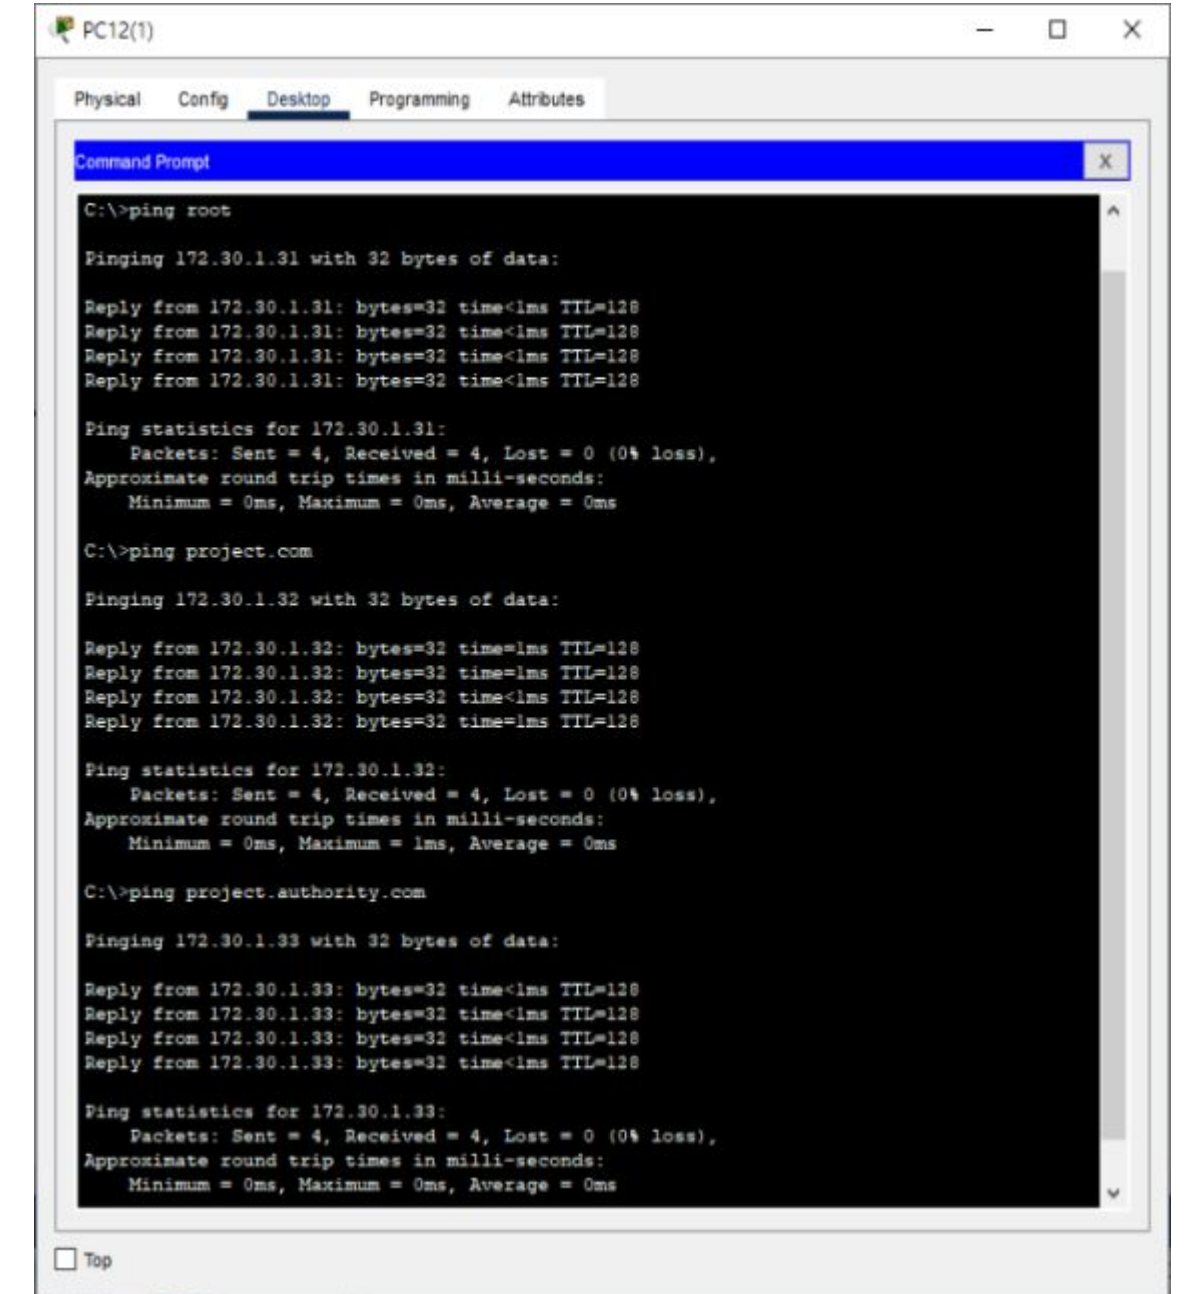 PC12(1)
Physical Config Desktop Programming Attributes
Command Prompt X
C:\>ping root
Pinging 172.30.1.31 with 32 bytes of data:
Reply from 172.30.1.31: bytes=32 time<1ms TTL=128
Reply from 172.30.1.31: bytes=32 time<1ms TTL=128
Reply from 172.30.1.31: bytes=32 time<1ms TTL=128
Reply from 172.30.1.31: bytes=32 time<1ms TTL=128
Ping statistics for 172.30.1.31:
Packets: Sent = 4, Received = 4, Lost = 0 (0% loss),
Approximate round trip times in milli-seconds:
Minimum = 0ms, Maximum = 0ms, Average = 0ms
C:\>ping project.com
Pinging 172.30.1.32 with 32 bytes of data:
Reply from 172.30.1.32: bytes=32 time=1ms TTL=128
Reply from 172.30.1.32: bytes=32 time=1ms TTL=128
Reply from 172.30.1.32: bytes=32 time<1ms TTL=128
Reply from 172.30.1.32: bytes=32 time=1ms TTL=128
Ping statistics for 172.30.1.32:
Packets: Sent = 4, Received = 4, Lost = 0 (0% loss),
Approximate round trip times in milli-seconds:
Minimum = 0ms, Maximum = 1ms, Average = 0ms
C:\>ping project.authority.com
Pinging 172.30.1.33 with 32 bytes of data:
Reply from 172.30.1.33: bytes=32 time<1ms TTL=128
Reply from 172.30.1.33: bytes=32 time<1ms TTL=128
Reply from 172.30.1.33: bytes=32 time<1ms TTL=128
Reply from 172.30.1.33: bytes=32 time<1ms TTL=128
Ping statistics for 172.30.1.33:
Packets: Sent = 4, Received = 4, Lost = 0 (0% loss),
Approximate round trip times in milli-seconds:
Minimum = 0ms, Maximum = 0ms, Average = 0ms
Top